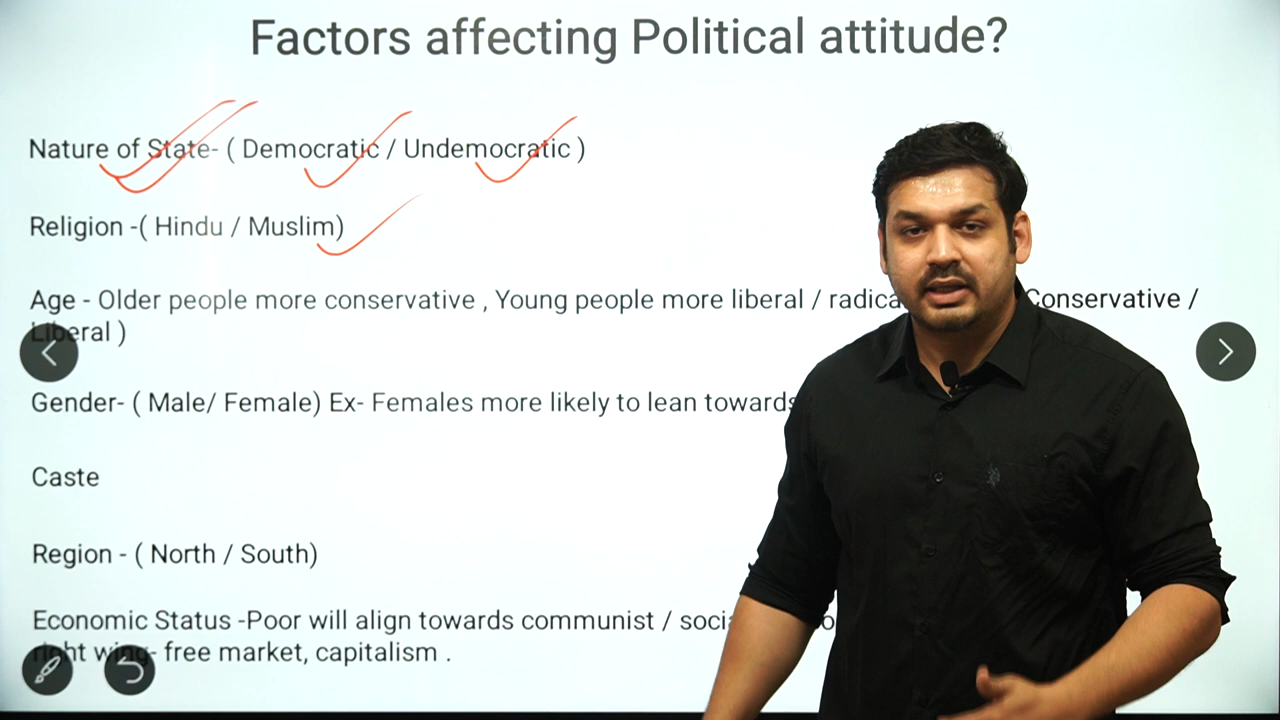 Factors affecting Political attitude?
Nature of State- ( Democratic / Undemocratic )
Religion -( Hindu / Muslim)
Age - Older people more conservative , Young people more liberal / Conservative /
Liberal )
Gender- ( Male/ Female) Ex- Females more likely to lean towards
Caste
Region - ( North / South)
Economic Status -Poor will align towards communist /
right wing- free market, capitalism .